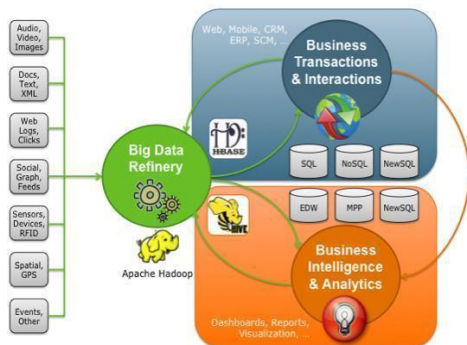 Audio,
Video,
Images
Docs,
Text,
XML
Web
Logs,
Clicks
Social,
Graph,
Feeds
Sensors,
Devices,
RFID
Spatial,
GPS
Events,
Other
Big Data
Refinery
Apache Hadoop
Web, Mobile, CRM,
ERP, SCM, ...
Business
Transactions
& Interactions
HBASE
SQL
NoSQL
NewSQL
EDW
MPP
NewSQL
HIVE
Business
Intelligence
& Analytics
Dashboards, Reports,
Visualization, ...